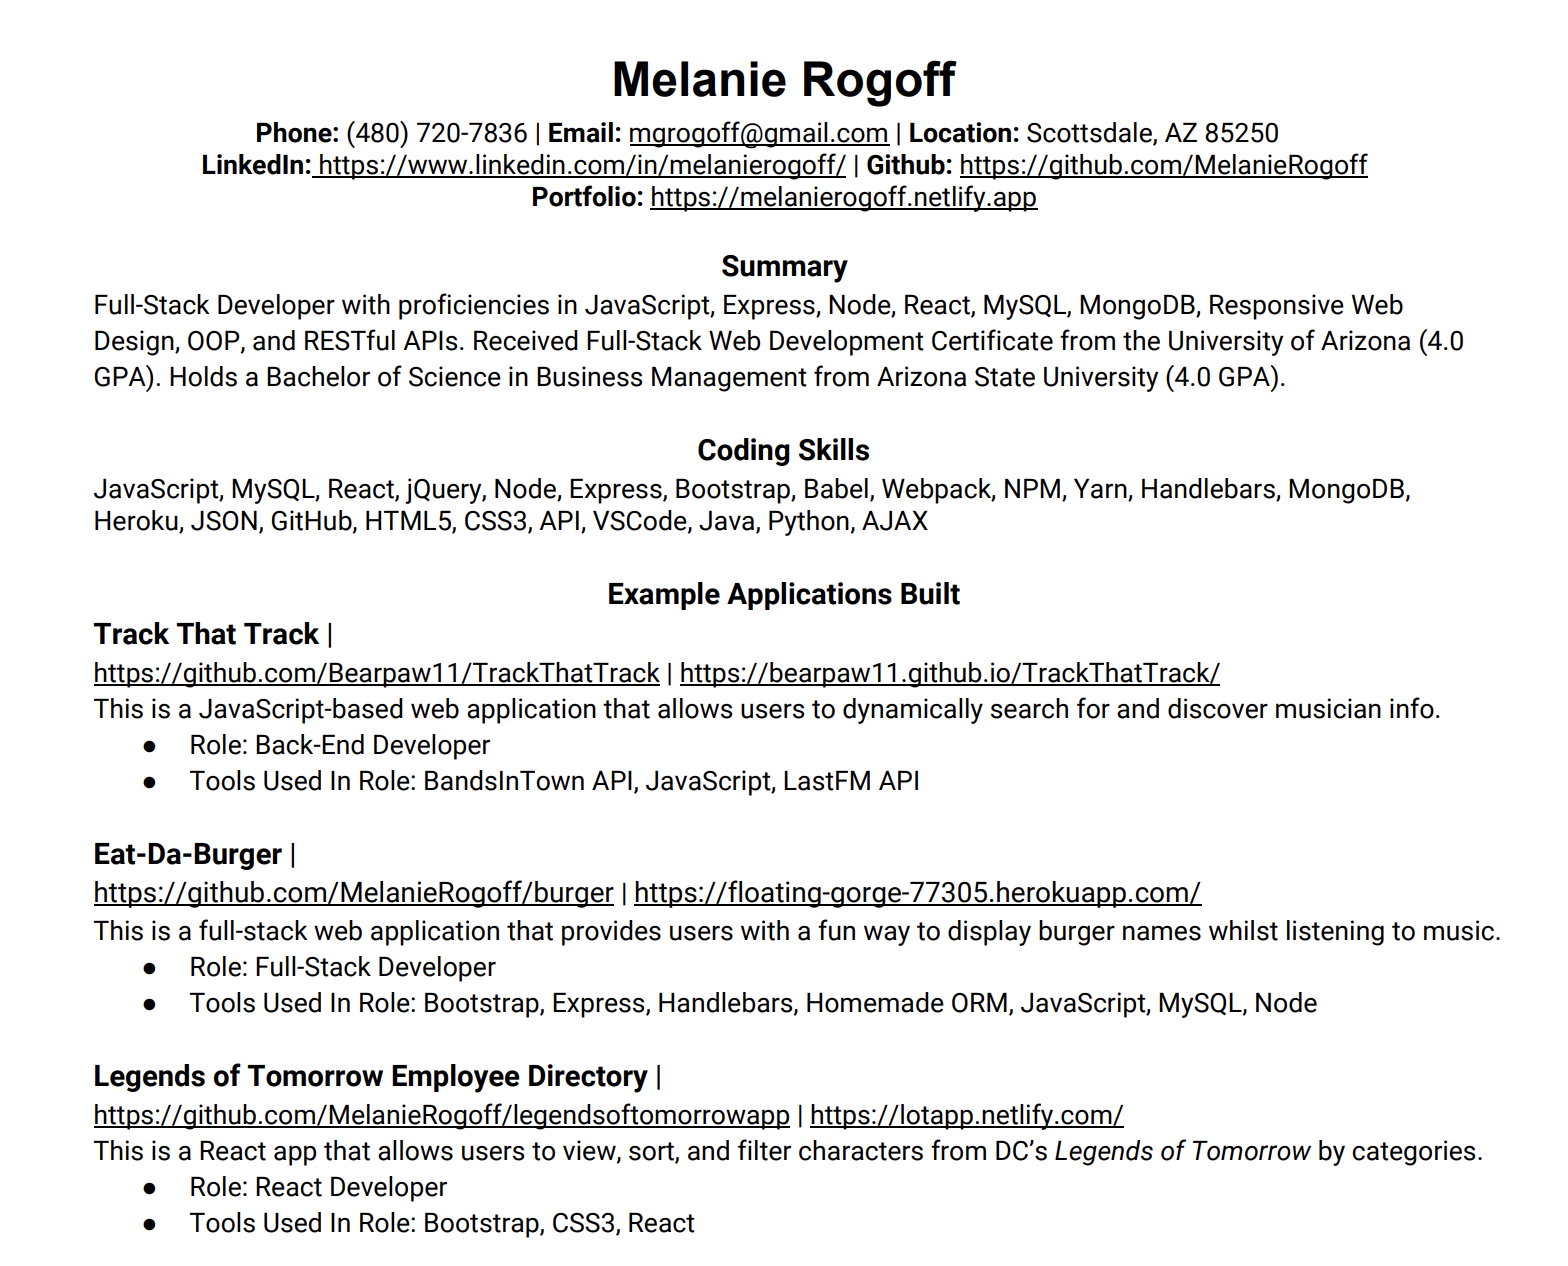 Melanie Rogoff
Phone: (480) 720-7836 | Email: mgrogoff@gmail.com | Location: Scottsdale, AZ 85250
LinkedIn: https://www.linkedin.com/in/melanierogoff/ | Github: https://github.com/MelanieRogoff
Portfolio: https://melanierogoff.netlify.app
Summary
Full-Stack Developer with proficiencies in JavaScript, Express, Node, React, MySQL, MongoDB, Responsive Web
Design, OOP, and RESTful APIs. Received Full-Stack Web Development Certificate from the University of Arizona (4.0
GPA). Holds a Bachelor of Science in Business Management from Arizona State University (4.0 GPA).
Coding Skills
JavaScript, MySQL, React, jQuery, Node, Express, Bootstrap, Babel, Webpack, NPM, Yarn, Handlebars, MongoDB,
Heroku, JSON, GitHub, HTML5, CSS3, API, VSCode, Java, Python, AJAX
Example Applications Built
Track That Track |
https://github.com/Bearpaw11/TrackThatTrack | https://bearpaw11.github.io/TrackThatTrack/
This is a JavaScript-based web application that allows users to dynamically search for and discover musician info.
● Role: Back-End Developer
● Tools Used In Role: BandsInTown API, JavaScript, LastFM API
Eat-Da-Burger |
https://github.com/MelanieRogoff/burger | https://floating-gorge-77305.herokuapp.com/
This is a full-stack web application that provides users with a fun way to display burger names whilst listening to music.
● Role: Full-Stack Developer
● Tools Used In Role: Bootstrap, Express, Handlebars, Homemade ORM, JavaScript, MySQL, Node
Legends of Tomorrow Employee Directory |
https://github.com/MelanieRogoff/legendsoftomorrowapp | https://lotapp.netlify.com/
This is a React app that allows users to view, sort, and filter characters from DC’s Legends of Tomorrow by categories.
● Role: React Developer
● Tools Used In Role: Bootstrap, CSS3, React